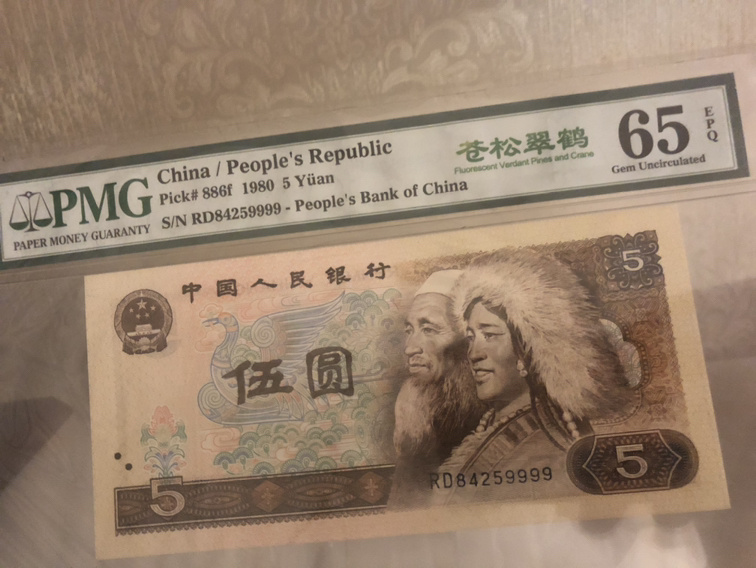 PMG
PAPER MONEY GUARANTY
China / People's Republic
Pick# 886f 1980 5 Yüan
S/N RD84259999 - People's Bank of China
苍松翠鹤
Fluorescent Verdant Pines and Crane
65
EPQ
Gem Uncirculated
中国人民银行
5
伍圆
5
RD84259999
5